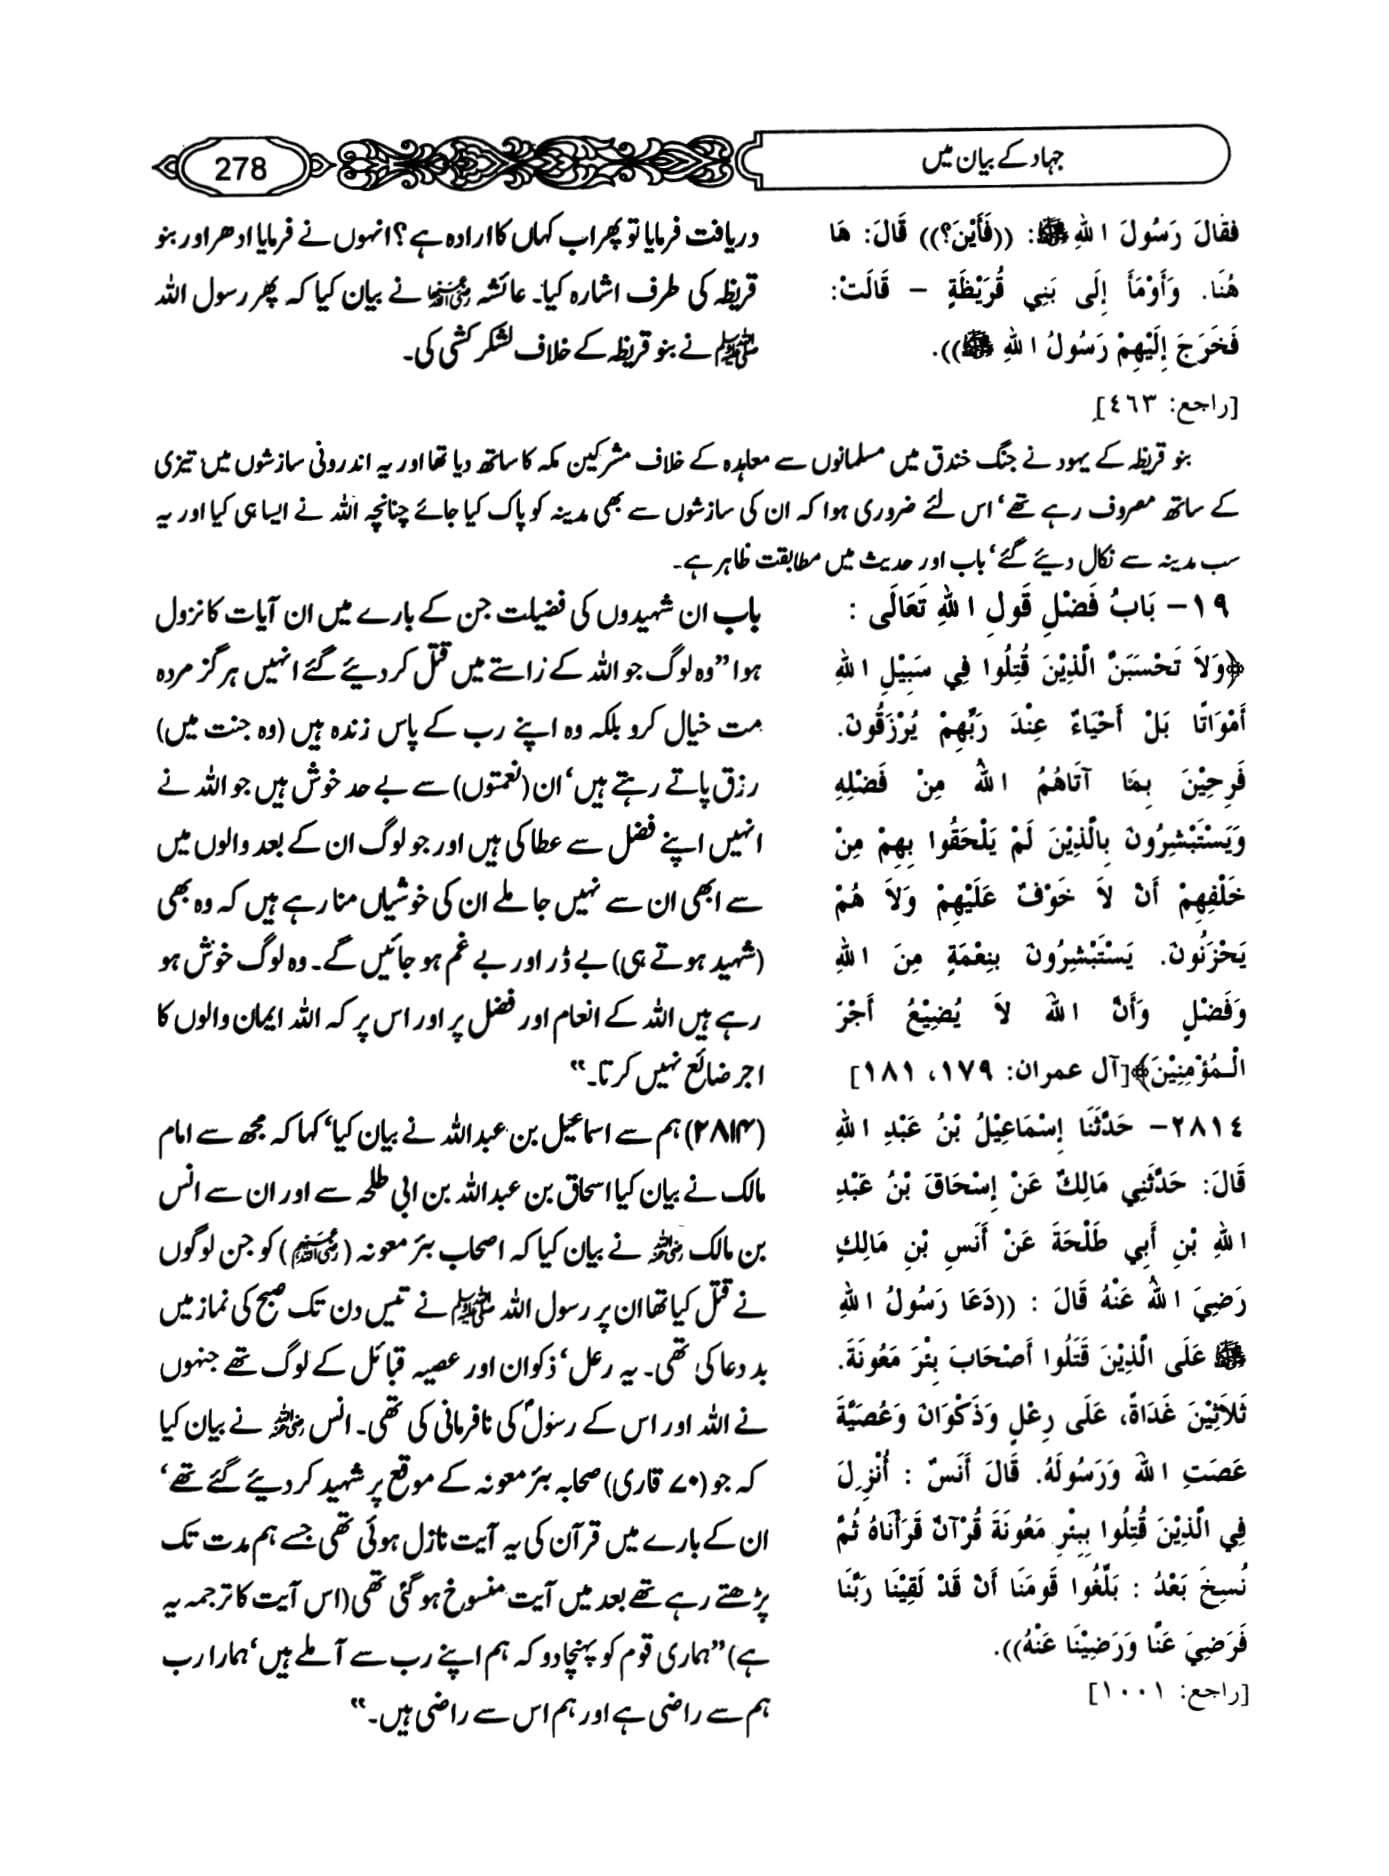 جہاد کے بیان میں
278
فَقَالَ رَسُولَ اللهِ ﷺ: ((فَأَيْنَ؟)) قَالَ: هَا
هُنَا. وَأَوْمَأَ إِلَى بَنِي قُرَيْظَةٍ – قَالَتْ:
فَخَرَجَ إِلَيْهِمْ رَسُولُ اللهِ ﷺ)).
[راجع: ٤٦٣]
دریافت فرمایا تو پھر اب کہاں کا ارادہ ہے؟ انہوں نے فرمایا ادھر اور بنو
قریظہ کی طرف اشارہ کیا۔ عائشہ رضی اللہ عنہا نے بیان کیا کہ پھر رسول اللہ
ﷺ نے بنو قریظہ کے خلاف لشکر کشی کی۔
بنو قریظہ کے یہود نے جنگ خندق میں مسلمانوں سے معاہدہ کے خلاف مشرکین مکہ کا ساتھ دیا تھا اور یہ اندرونی سازشوں میں تیزی
کے ساتھ مصروف رہے تھے‘ اس لئے ضروری ہوا کہ ان کی سازشوں سے بھی مدینہ کو پاک کیا جائے چنانچہ اللہ نے ایسا ہی کیا اور یہ
سب مدینہ سے نکال دیئے گئے‘ باب اور حدیث میں مطابقت ظاہر ہے۔
١٩– بَابُ فَضْلِ قَولِ اللهِ تَعَالَى :
﴿وَلاَ تَحْسَبَنَّ الَّذِيْنَ قُتِلُوا فِي سَبِيْلِ اللهِ
أَمْوَاتًا بَلْ أَحْيَاءٌ عِنْدَ رَبِّهِمْ يُرْزَقُونَ.
فَرِحِيْنَ بِمَا آتَاهُمُ اللهُ مِنْ فَضْلِهِ
وَيَسْتَبْشِرُونَ بِالَّذِيْنَ لَمْ يَلْحَقُوا بِهِمْ مِنْ
خَلْفِهِمْ أَنْ لاَ خَوْفٌ عَلَيْهِمْ وَلاَ هُمْ
يَحْزَنُونَ. يَسْتَبْشِرُونَ بِنِعْمَةٍ مِنَ اللهِ
وَفَضْلٍ وَأَنَّ اللهَ لاَ يُضِيْعُ أَجْرَ
الْمُؤْمِنِيْنَ﴾[آل عمران: ١٧٩، ١٨١]
باب ان شہیدوں کی فضیلت جن کے بارے میں ان آیات کا نزول
ہوا ”وہ لوگ جو اللہ کے راستے میں قتل کر دیئے گئے انہیں ہرگز مردہ
مت خیال کرو بلکہ وہ اپنے رب کے پاس زندہ ہیں (وہ جنت میں)
رزق پاتے رہتے ہیں‘ ان (نعمتوں) سے بے حد خوش ہیں جو اللہ نے
انہیں اپنے فضل سے عطا کی ہیں اور جو لوگ ان کے بعد والوں میں
سے ابھی ان سے نہیں جا ملے ان کی خوشیاں منا رہے ہیں کہ وہ بھی
(شہید ہوتے ہی) بے ڈر اور بے غم ہو جائیں گے۔ وہ لوگ خوش ہو
رہے ہیں اللہ کے انعام اور فضل پر اور اس پر کہ اللہ ایمان والوں کا
اجر ضائع نہیں کرتا۔“
٢٨١٤– حَدَّثَنَا إِسْمَاعِيْلُ بْنُ عَبْدِ اللهِ
قَالَ: حَدَّثَنِي مَالِكٌ عَنْ إِسْحَاقَ بْنُ عَبْدِ
اللهِ بْنِ أَبِي طَلْحَةَ عَنْ أَنَسِ بْنِ مَالِكٍ
رَضِيَ اللهُ عَنْهُ قَالَ : ((دَعَا رَسُولُ اللهِ
ﷺ عَلَى الَّذِيْنَ قَتَلُوا أَصْحَابَ بِئْرَ مَعُونَةَ.
ثَلاَثِيْنَ غَدَاةً، عَلَى رِعْلٍ وَذَكْوَانَ وَعُصَيَّةَ
عَصَتِ اللهَ وَرَسُولَهُ. قَالَ أَنَسٌ : أُنْزِلَ
فِي الَّذِيْنَ قُتِلُوا بِبِئْرِ مَعُونَةَ قُرْآنٌ قَرَأْنَاهُ ثُمَّ
نُسِخَ بَعْدُ : بَلِّغُوا قَومَنَا أَنْ قَدْ لَقِيْنَا رَبَّنَا
فَرَضِيَ عَنَّا وَرَضِيْنَا عَنْهُ)).
[راجع: ١٠٠١]
(۲۸۱۴) ہم سے اسماعیل بن عبداللہ نے بیان کیا‘ کہا کہ مجھ سے امام
مالک نے بیان کیا اسحاق بن عبداللہ بن ابی طلحہ سے اور ان سے انس
بن مالک رضی اللہ عنہ نے بیان کیا کہ اصحاب بئر معونہ (رضی اللہ عنہم) کو جن لوگوں
نے قتل کیا تھا ان پر رسول اللہ ﷺ نے تیس دن تک صبح کی نماز میں
بد دعا کی تھی۔ یہ رعل‘ ذکوان اور عصیہ قبائل کے لوگ تھے جنہوں
نے اللہ اور اس کے رسولؐ کی نافرمانی کی تھی۔ انس رضی اللہ عنہ نے بیان کیا
کہ جو (۷۰ قاری) صحابہ بئر معونہ کے موقع پر شہید کر دیئے گئے تھے‘
ان کے بارے میں قرآن کی یہ آیت نازل ہوئی تھی جسے ہم مدت تک
پڑھتے رہے تھے بعد میں آیت منسوخ ہو گئی تھی (اس آیت کا ترجمہ یہ
ہے) ”ہماری قوم کو پہنچا دو کہ ہم اپنے رب سے آ ملے ہیں‘ ہمارا رب
ہم سے راضی ہے اور ہم اس سے راضی ہیں۔“